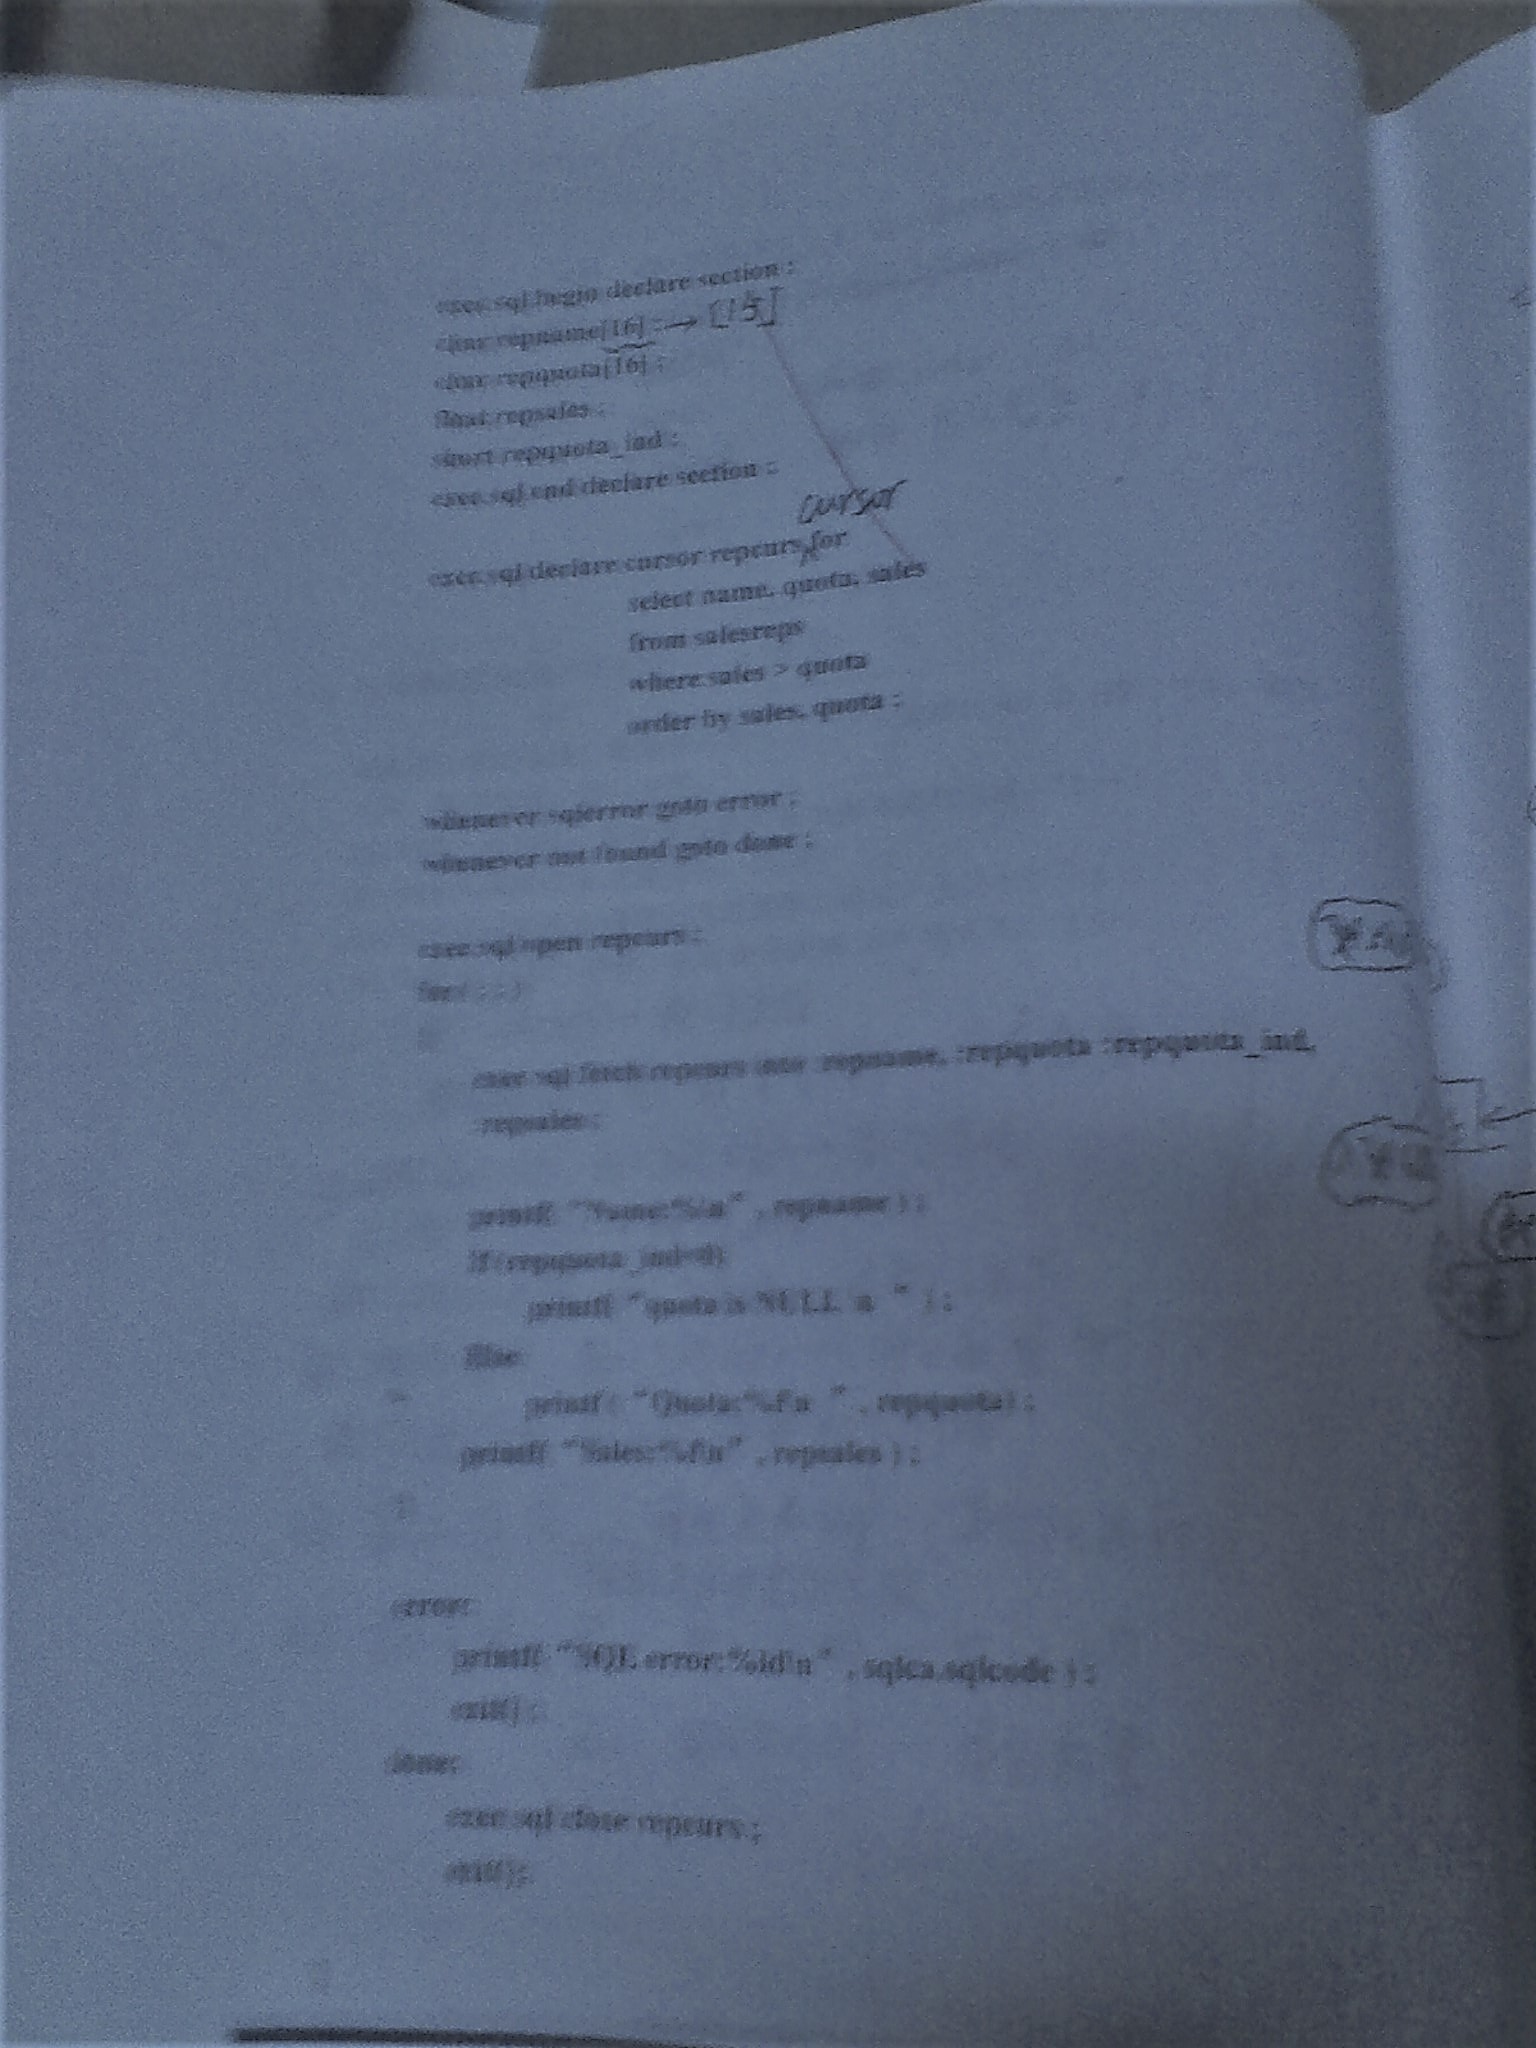 exec sql begin declare section ;
char repname[16] ; → [15]
char repquota[16] ;
float repsales ;
short repquota_ind ;
exec sql end declare section ;
cursor
exec sql declare cursor repcurs for
select name, quota, sales
from salesreps
where sales > quota
order by sales, quota ;
whenever sqlerror goto error ;
whenever not found goto done ;
exec sql open repcurs ;
for( ; ; )
exec sql fetch repcurs into :repname, :repquota :repquota_ind,
:repsales ;
printf( "Name:%s\n" , repname ) ;
if (repquota_ind<0)
printf( "quota is NULL \n " ) ;
Else
printf ( "Quota:%f\n " , repquota) ;
printf( "Sales:%f\n" , repsales ) ;
}
error:
printf( "SQL error:%ld\n" , sqlca.sqlcode ) ;
exit() ;
done:
exec sql close repcurs ;
exit();